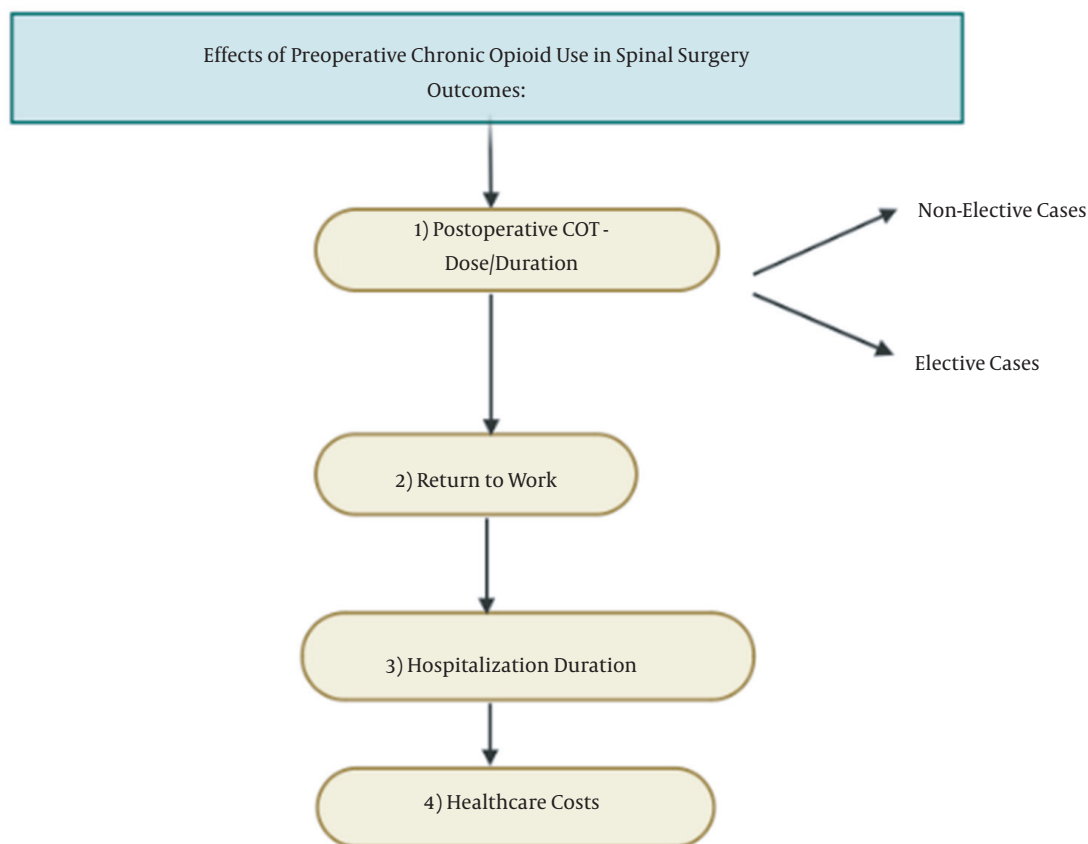 Effects of Preoperative Chronic Opioid Use in Spinal Surgery
Outcomes:
1) Postoperative COT -
Dose/Duration
Non-Elective Cases
Elective Cases
2) Return to Work
3) Hospitalization Duration
4) Healthcare Costs